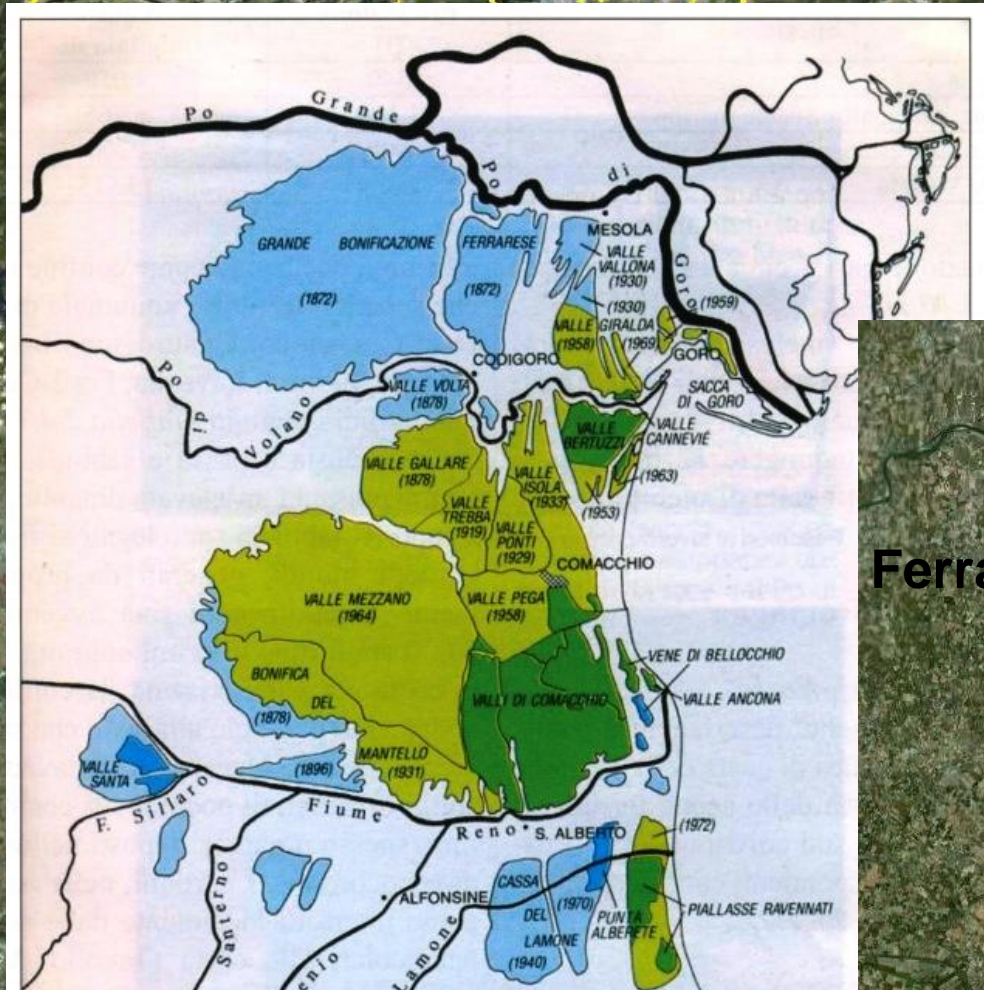 Po Grande
Po di Goro
MESOLA
VALLE
VALLONA
(1930)
GRANDE BONIFICAZIONE FERRARESE
(1872)
(1872)
(1930)
(1959)
VALLE GIRALDA
(1958)
(1969)
GORO
CODIGORO
SACCA
DI GORO
Po di Volano
VALLE VOLTA
(1878)
VALLE
BERTUZZI
VALLE
CANNEVIÉ
(1963)
(1953)
VALLE GALLARE
(1878)
VALLE
ISOLA
(1933)
VALLE
TREBBA
(1919)
VALLE
PONTI
(1929)
COMACCHIO
VALLE MEZZANO
(1964)
VALLE PEGA
(1958)
Ferra
VENE DI BELLOCCHIO
VALLE ANCONA
BONIFICA
DEL
MANTELLO
(1931)
(1878)
VALLI DI COMACCHIO
VALLE
SANTA
(1896)
F. Sillaro
Fiume Reno
S. ALBERTO
(1972)
Santerno
ALFONSINE
CASSA
DEL
LAMONE
(1940)
(1970)
PUNTA
ALBERETE
PIALLASSE RAVENNATI
enio
Lamone